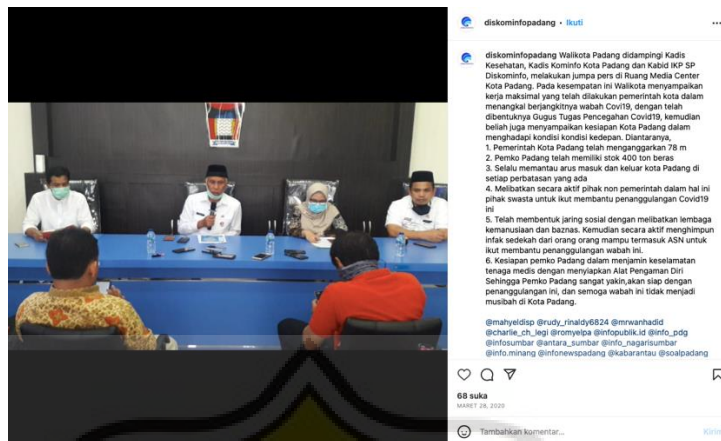 diskominfopadang • Ikuti
diskominfopadang Walikota Padang didampingi Kadis
Kesehatan, Kadis Kominfo Kota Padang dan Kabid IKP SP
Diskominfo, melakukan jumpa pers di Ruang Media Center
Kota Padang. Pada kesempatan ini Walikota menyampaikan
kerja maksimal yang telah dilakukan pemerintah kota dalam
menangkal berjangkitnya wabah Covi19, dengan telah
dibentuknya Gugus Tugas Pencegahan Covid19, kemudian
beliah juga menyampaikan kesiapan Kota Padang dalam
menghadapi kondisi kondisi kedepan. Diantaranya,
1. Pemerintah Kota Padang telah menganggarkan 78 m
2. Pemko Padang telah memiliki stok 400 ton beras
3. Selalu memantau arus masuk dan keluar kota Padang di
setiap perbatasan yang ada
4. Melibatkan secara aktif pihak non pemerintah dalam hal ini
pihak swasta untuk ikut membantu penanggulangan Covid19
ini
5. Telah membentuk jaring sosial dengan melibatkan lembaga
kemanusiaan dan baznas. Kemudian secara aktif menghimpun
infak sedekah dari orang orang mampu termasuk ASN untuk
ikut membantu penanggulangan wabah ini.
6. Kesiapan pemko Padang dalam menjamin keselamatan
tenaga medis dengan menyiapkan Alat Pengaman Diri
Sehingga Pemko Padang sangat yakin,akan siap dengan
penanggulangan ini, dan semoga wabah ini tidak menjadi
musibah di Kota Padang.
@mahyeldisp @rudy_rinaldy6824 @mrwanhadid
@charlie_ch_legi @romyelpa @infopublik.id @info_pdg
@infosumbar @antara_sumbar @info_nagarisumbar
@info.minang @infonewspadang @kabarantau @soalpadang
68 suka
MARET 28, 2020
Tambahkan komentar...
Kirim